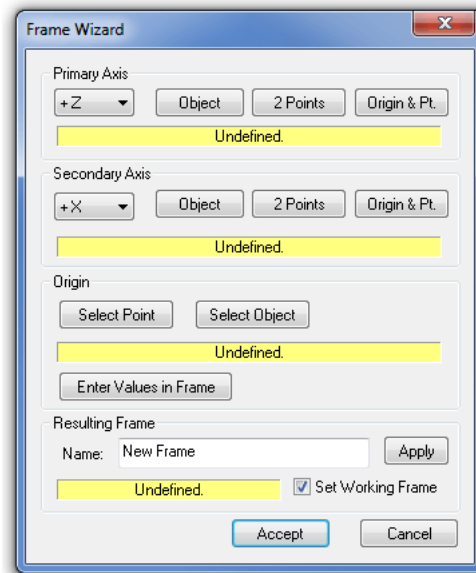 Frame Wizard
Primary Axis
+Z Object 2 Points Origin & Pt.
Undefined.
Secondary Axis
+X Object 2 Points Origin & Pt.
Undefined.
Origin
Select Point Select Object
Undefined.
Enter Values in Frame
Resulting Frame
Name: New Frame Apply
Undefined. Set Working Frame
Accept Cancel